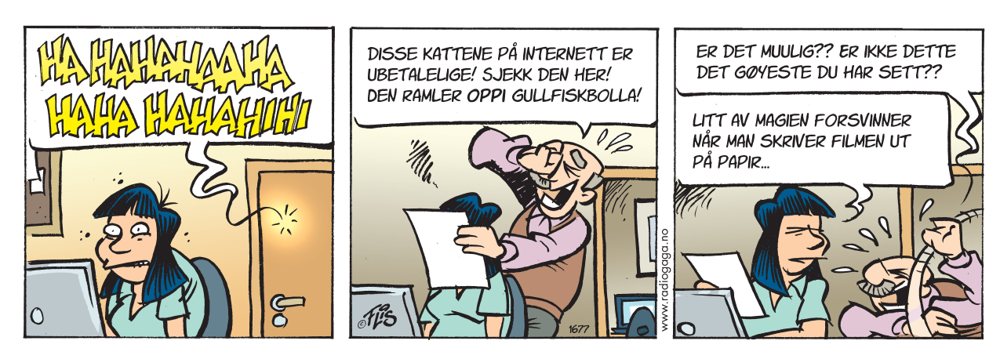 HA HAHAHAAHA
HAHA HAHAHIHI
DISSE KATTENE PÅ INTERNETT ER
UBETALELIGE! SJEKK DEN HER!
DEN RAMLER OPPI GULLFISKBOLLA!
© FLIS
1677
www.radiogaga.no
ER DET MUULIG?? ER IKKE DETTE
DET GØYESTE DU HAR SETT??
LITT AV MAGIEN FORSVINNER
NÅR MAN SKRIVER FILMEN UT
PÅ PAPIR...